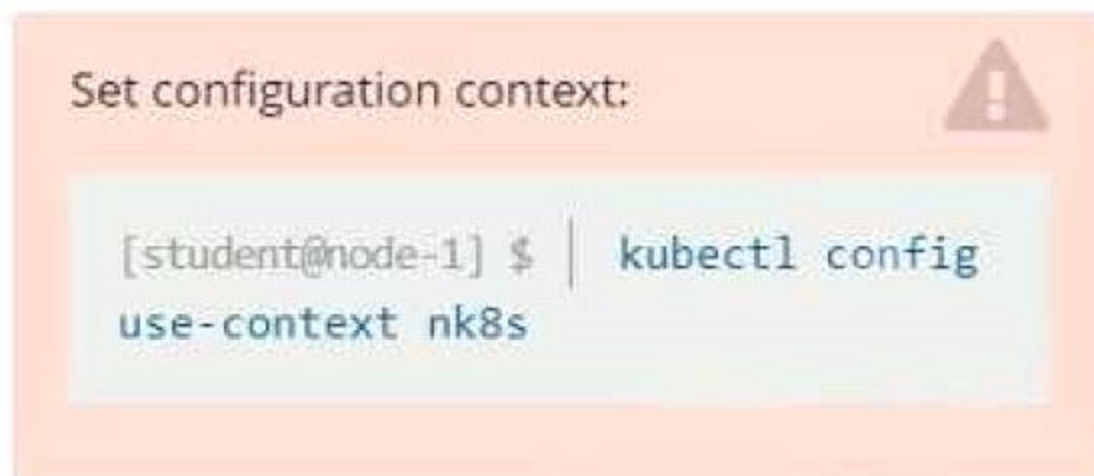 Set configuration context:
[student@node-1] $ | kubectl config
use-context nk8s